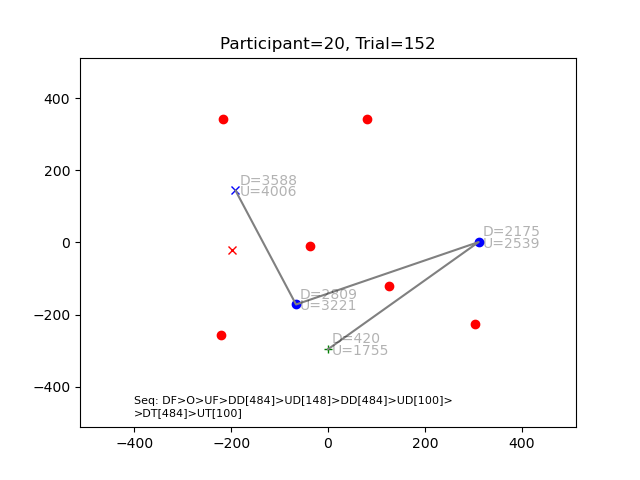 Participant=20, Trial=152
400
200
0
−200
−400
D=3588
U=4006
D=2175
U=2539
D=2809
U=3221
D=420
U=1755
Seq: DF>O>UF>DD[484]>UD[148]>DD[484]>UD[100]>
>DT[484]>UT[100]
−400
−200
0
200
400